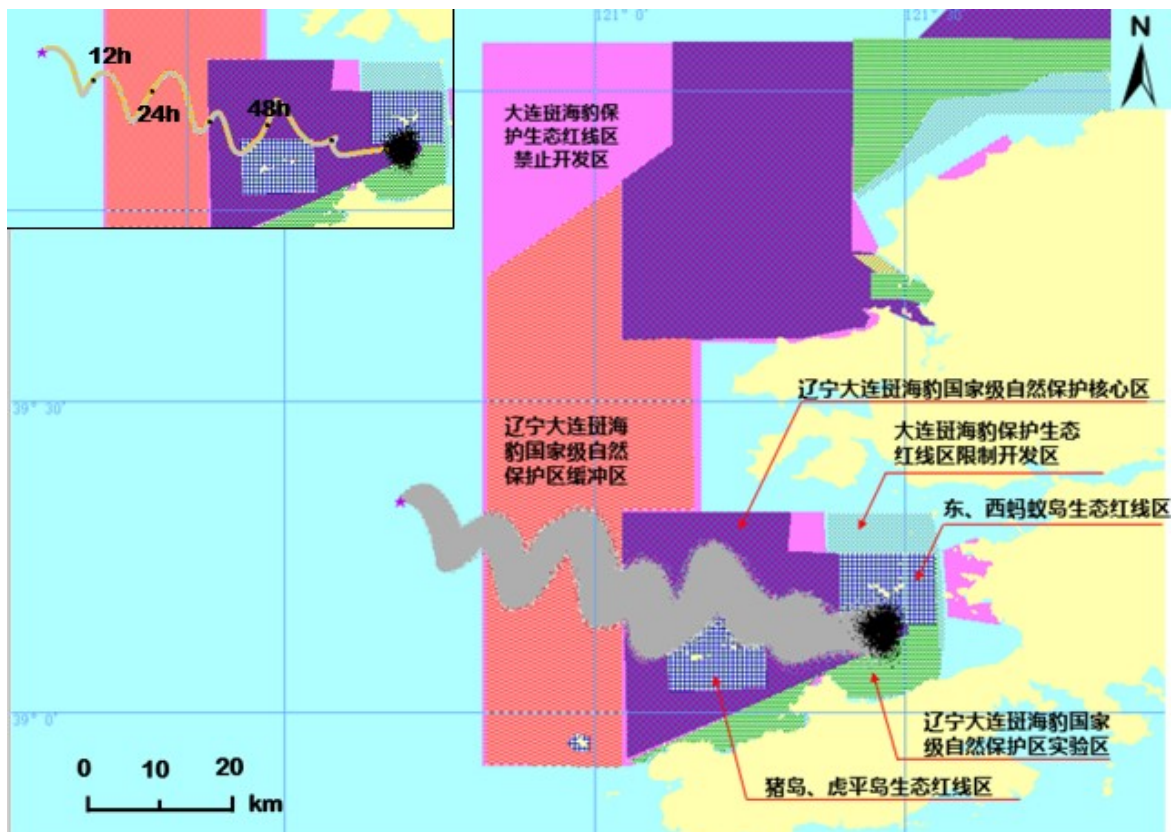 121° 0'
121° 30'
N
12h
24h
48h
大连斑海豹保
护生态红线区
禁止开发区
39° 30'
辽宁大连斑海豹国家级自然保护核心区
辽宁大连斑海
豹国家级自然
保护区缓冲区
大连斑海豹保护生态
红线区限制开发区
东、西蚂蚁岛生态红线区
39° 0'
辽宁大连斑海豹国家
级自然保护区实验区
猪岛、虎平岛生态红线区
0 10 20
km